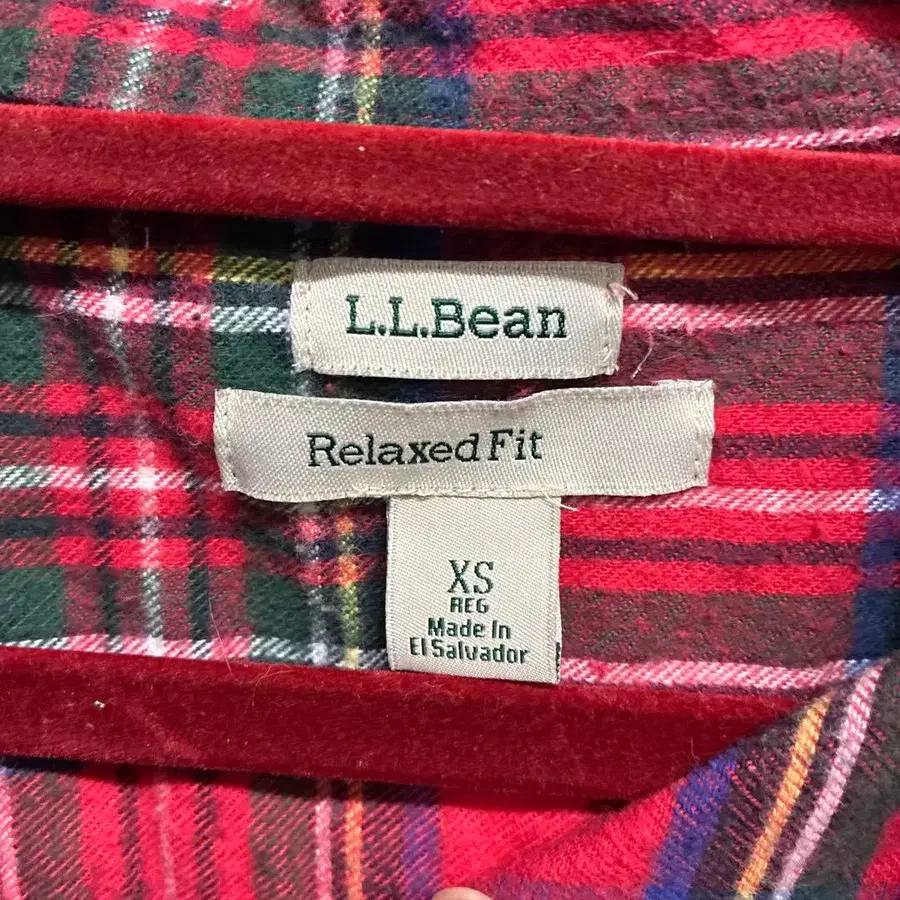 L.L.Bean
Relaxed Fit
XS
REG
Made In
El Salvador